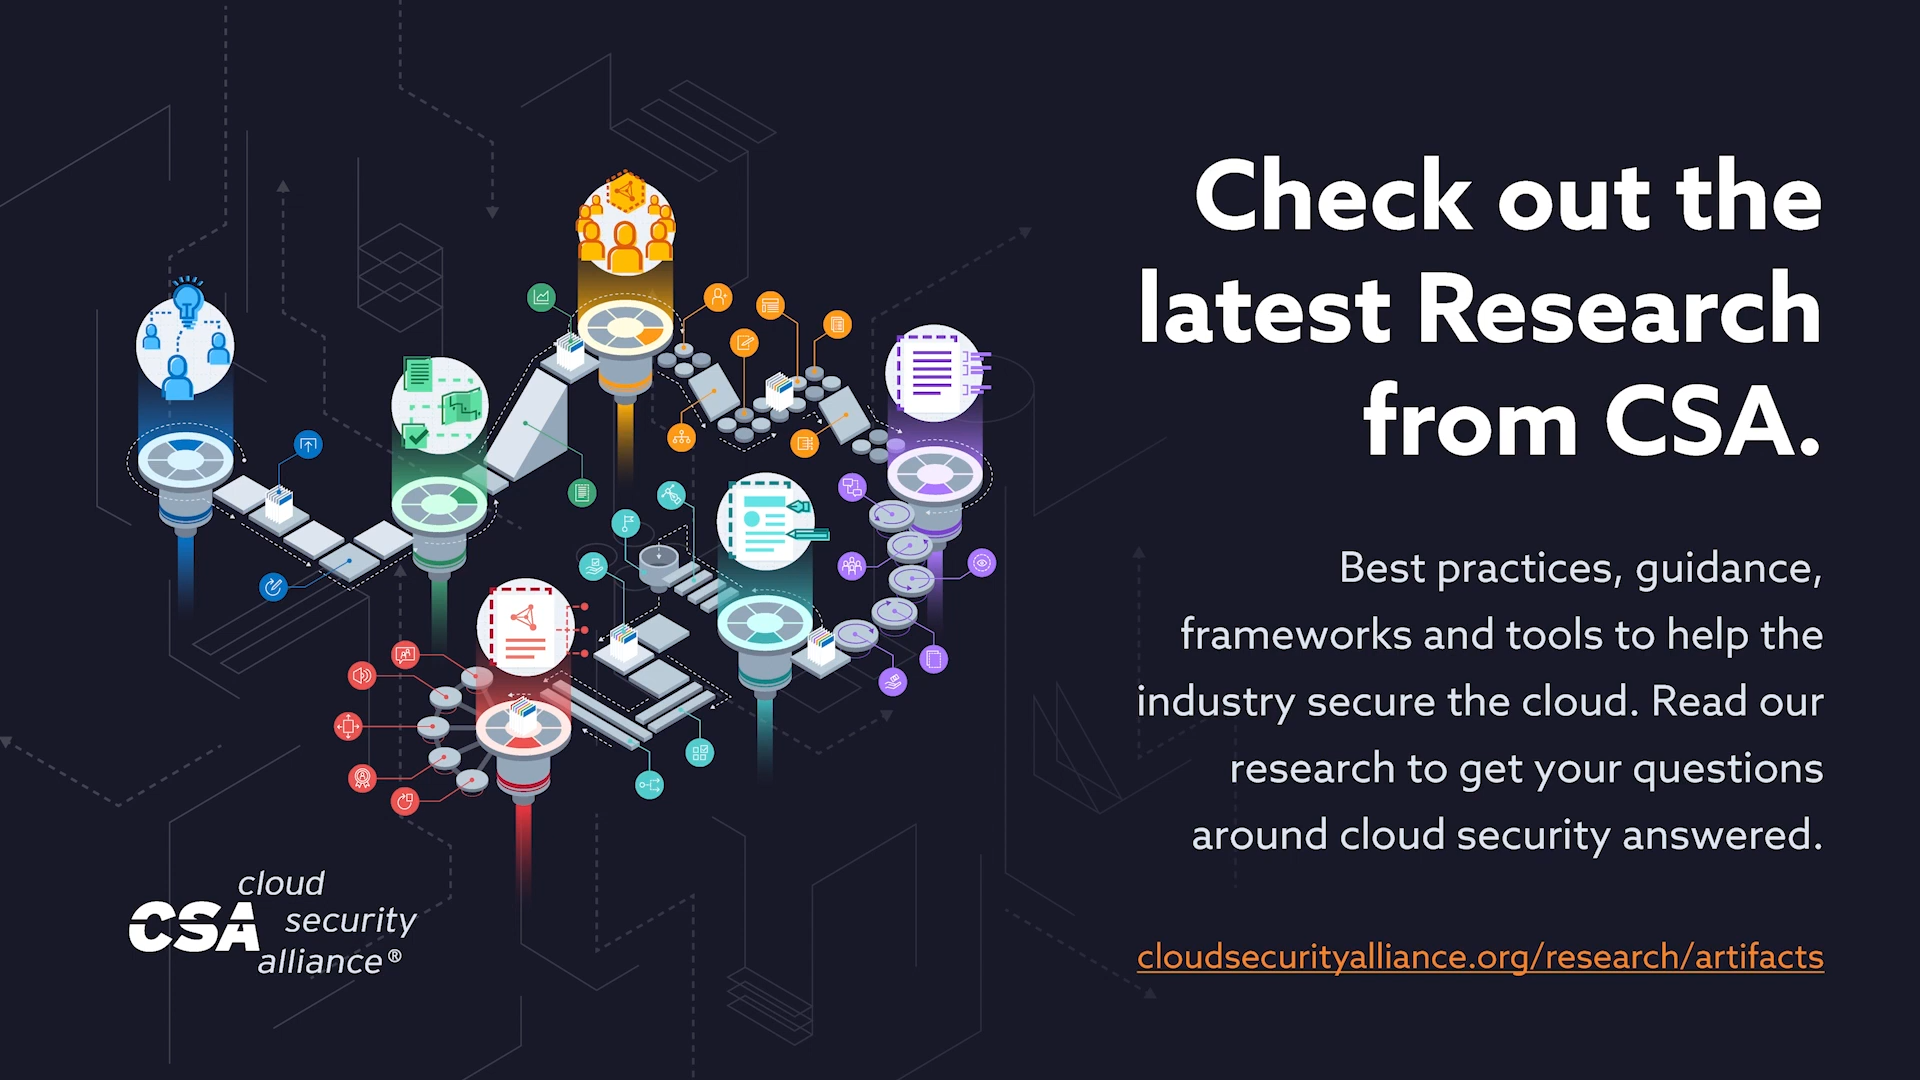 Check out the
latest Research
from CSA.
Best practices, guidance,
frameworks and tools to help the
industry secure the cloud. Read our
research to get your questions
around cloud security answered.
cloudsecurityalliance.org/research/artifacts
CSA cloud
security
alliance®